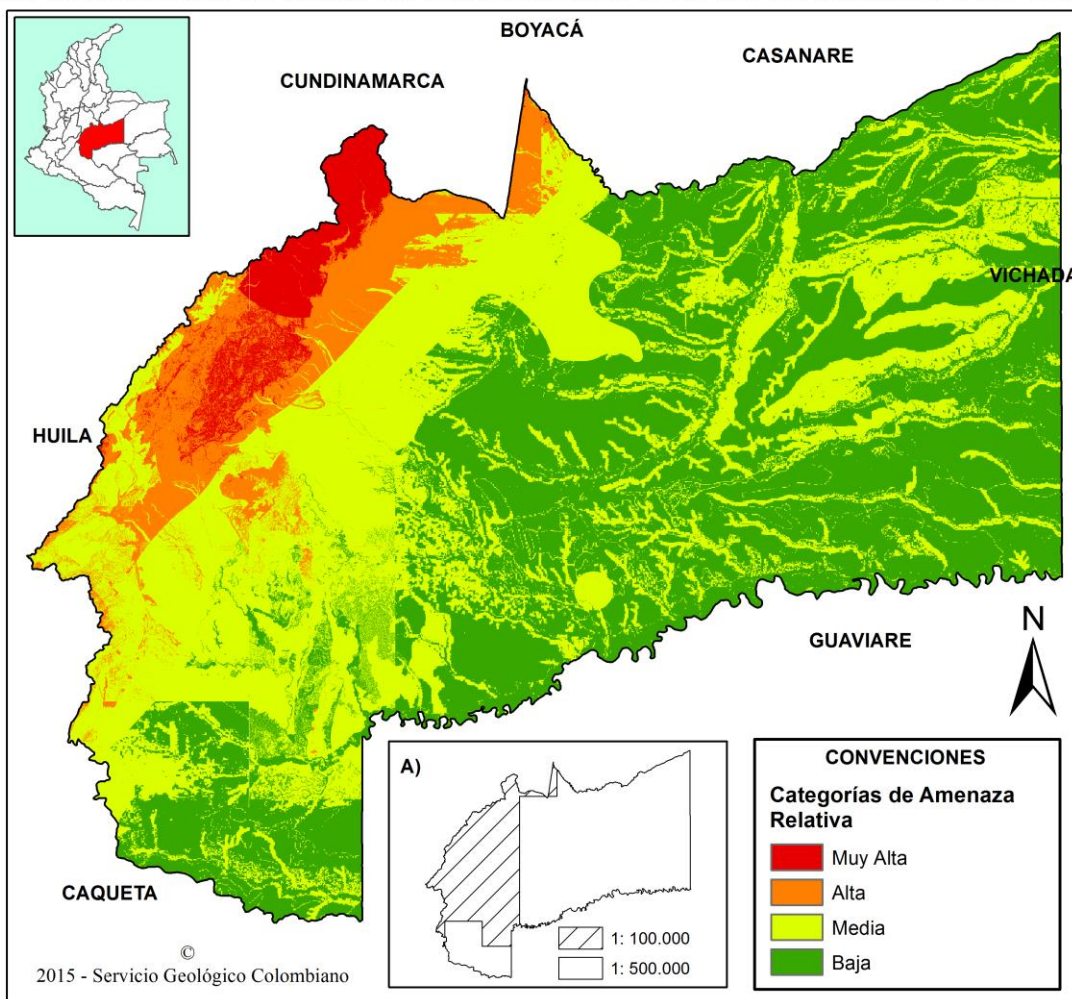 BOYACÁ
CASANARE
CUNDINAMARCA
VICHADA
HUILA
GUAVIARE
N
CAQUETA
©
2015 - Servicio Geológico Colombiano
A)
1: 100.000
1: 500.000
CONVENCIONES
Categorías de Amenaza
Relativa
Muy Alta
Alta
Media
Baja